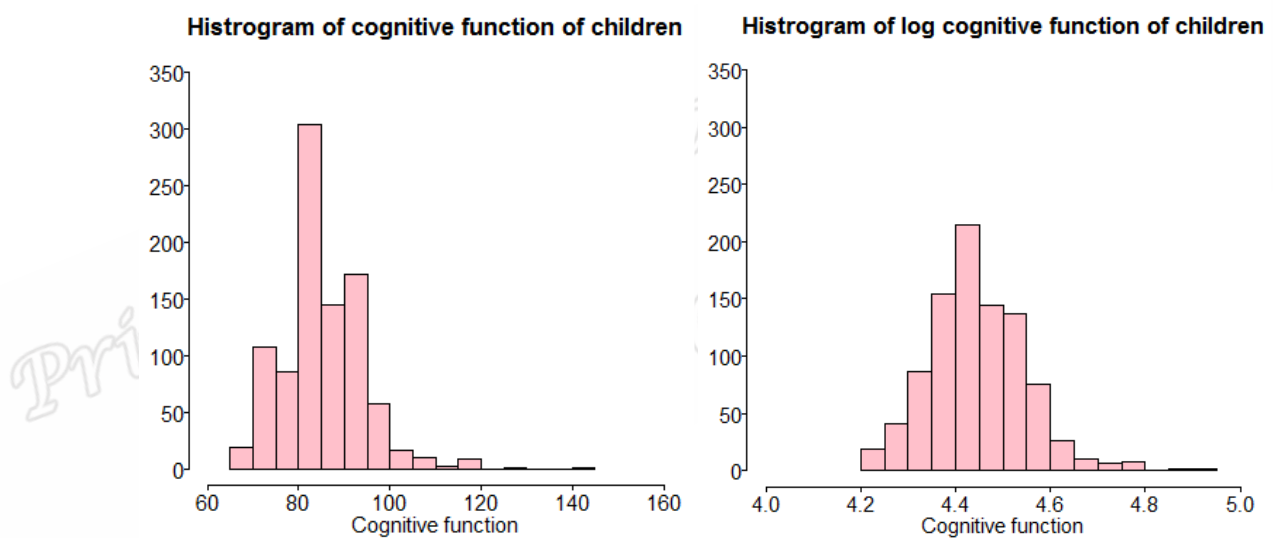 Histrogram of cognitive function of children
350
300
250
200
150
100
50
0
60 80 100 120 140 160
Cognitive function
Histrogram of log cognitive function of children
350
300
250
200
150
100
50
0
4.0 4.2 4.4 4.6 4.8 5.0
Cognitive function
Pri